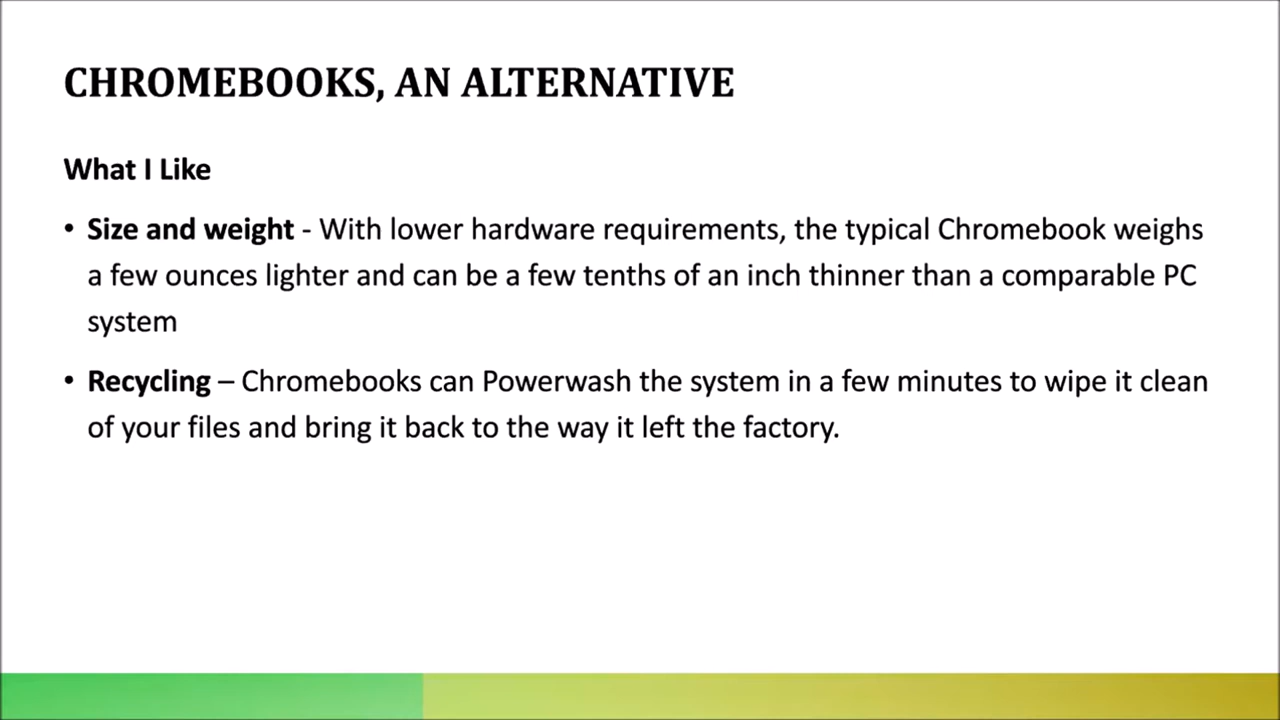 CHROMEBOOKS, AN ALTERNATIVE
What I Like
• Size and weight - With lower hardware requirements, the typical Chromebook weighs
a few ounces lighter and can be a few tenths of an inch thinner than a comparable PC
system
• Recycling – Chromebooks can Powerwash the system in a few minutes to wipe it clean
of your files and bring it back to the way it left the factory.